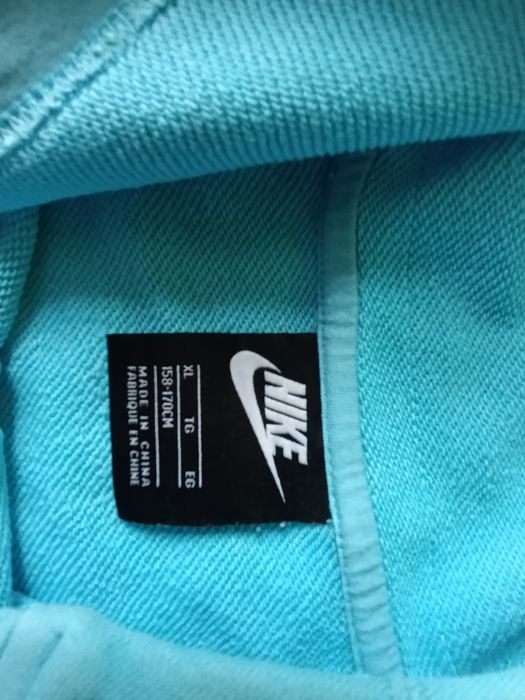 NIKE
XL TG EG
158-170CM
MADE IN CHINA
FABRIQUE EN CHINE